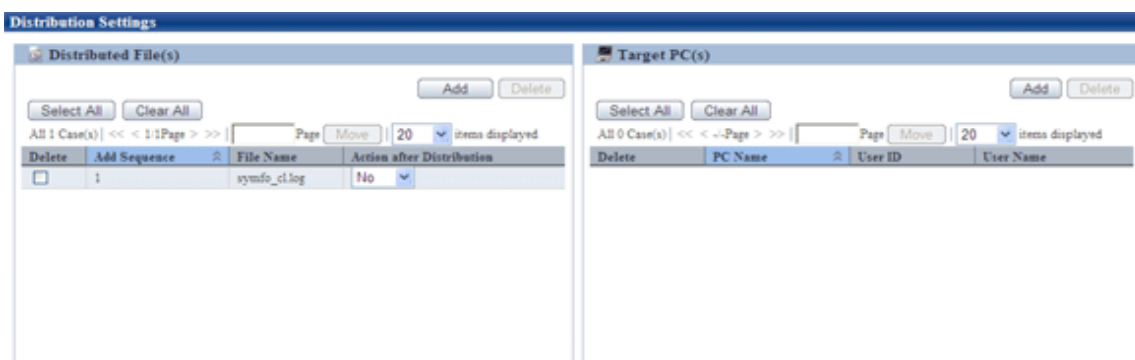 Distribution Settings
Distributed File(s)
Add Delete
Select All Clear All
All 1 Case(s) | << < 1/1Page > >> | Page Move | 20 items displayed
Delete Add Sequence File Name Action after Distribution
1 symfo_cl.log No
Target PC(s)
Add Delete
Select All Clear All
All 0 Case(s) | << < -/-Page > >> | Page Move | 20 items displayed
Delete PC Name User ID User Name